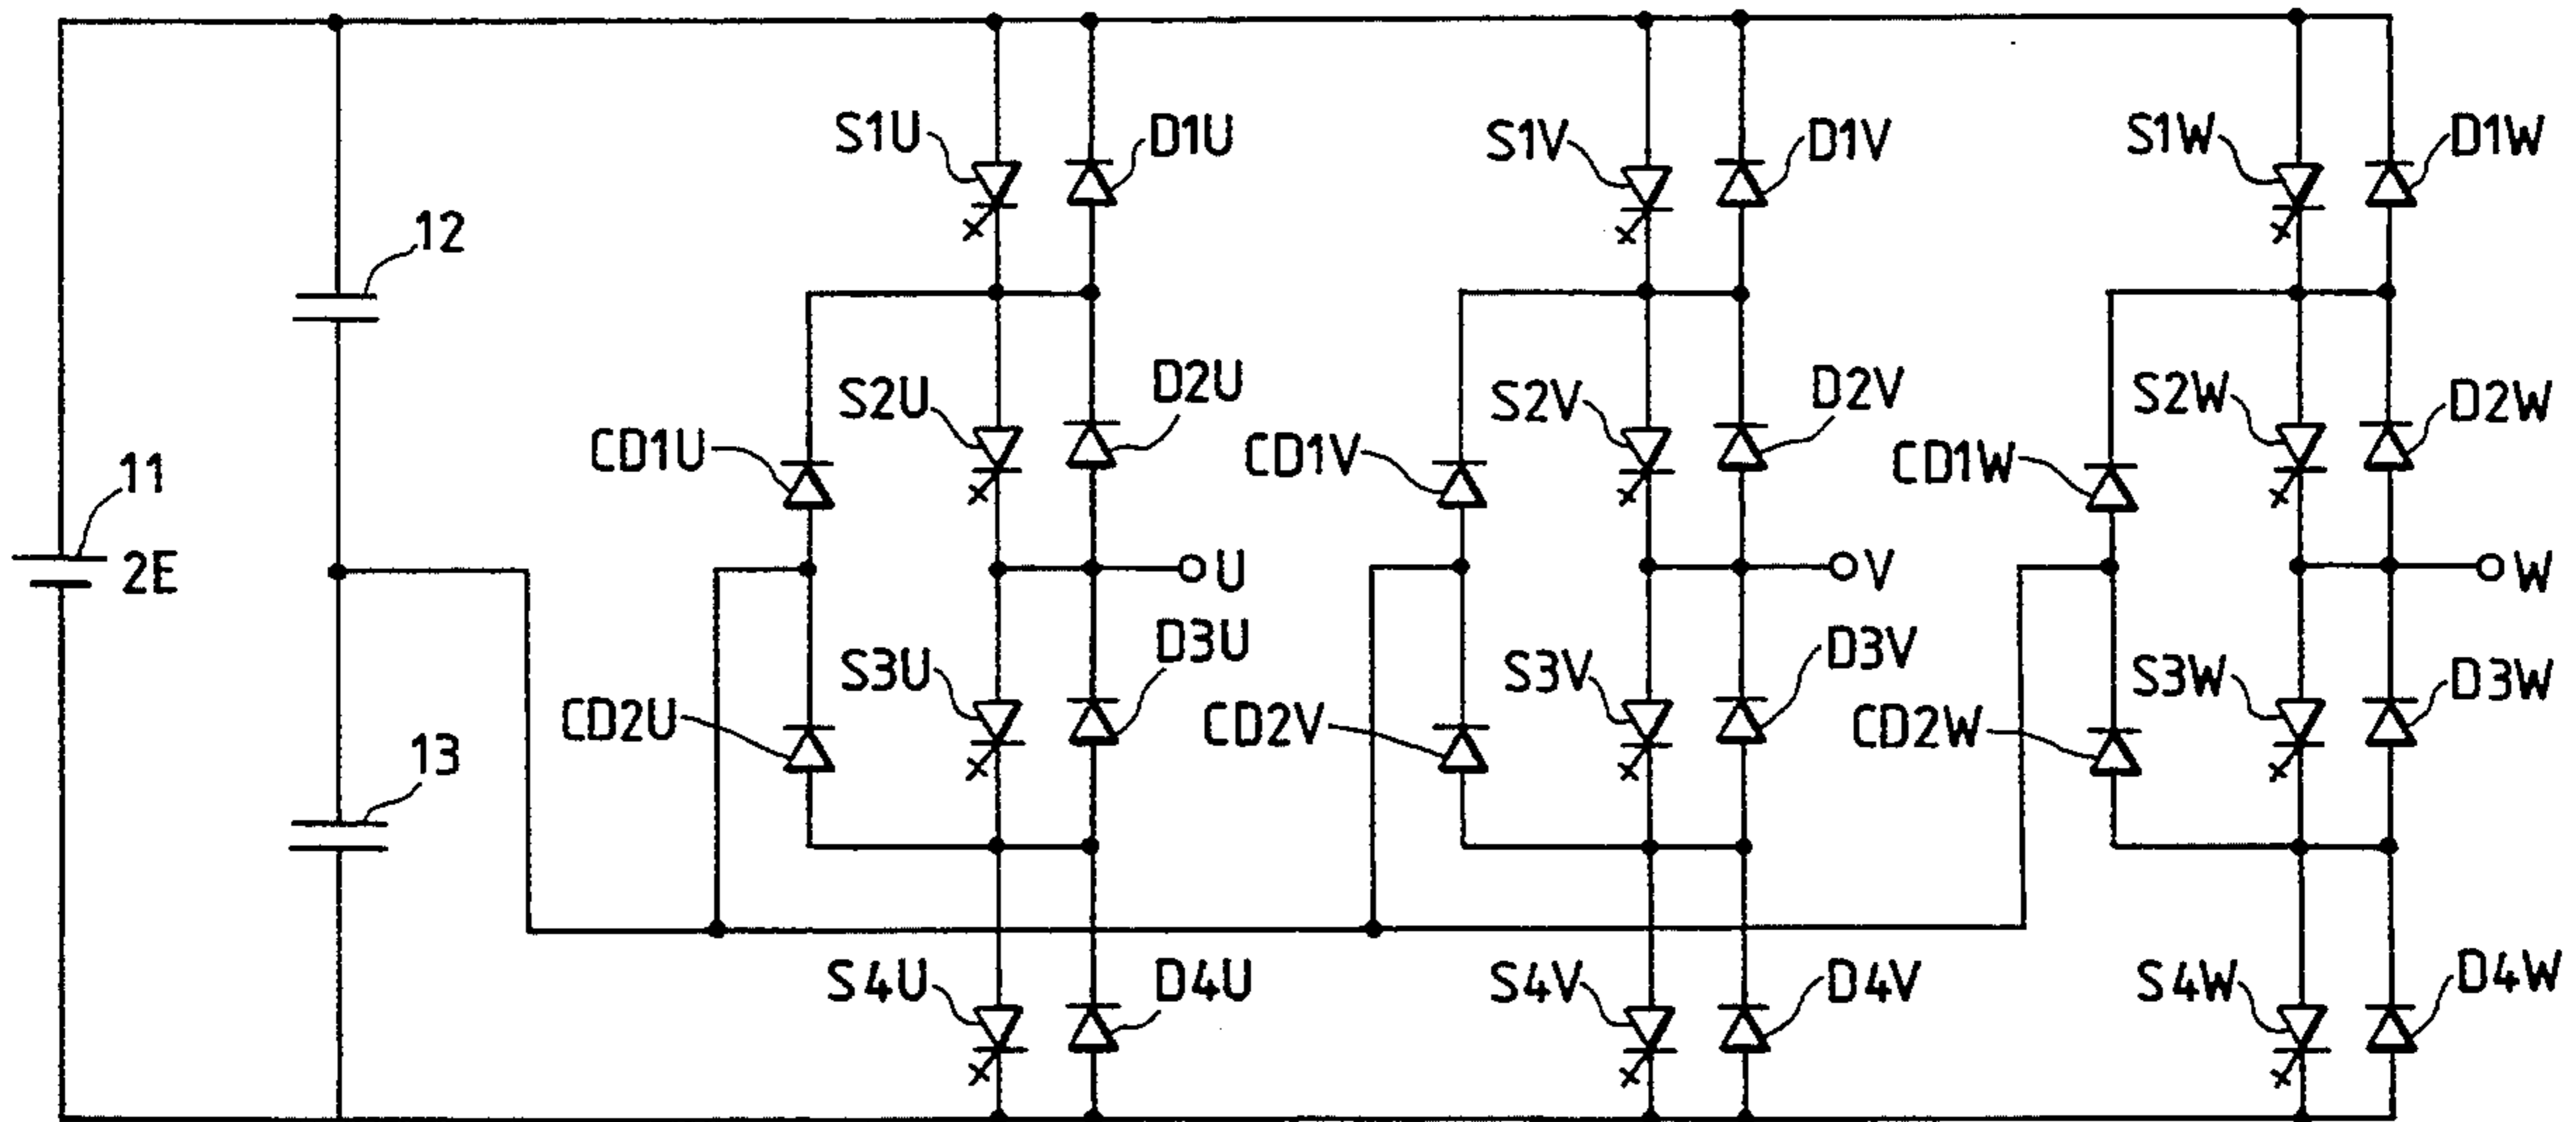 S1U
D1U
S1V
D1V
S1W
D1W
12
S2U
D2U
S2V
D2V
S2W
D2W
CD1U
CD1V
CD1W
11
2E
U
V
W
S3U
D3U
S3V
D3V
S3W
D3W
CD2U
CD2V
CD2W
13
S4U
D4U
S4V
D4V
S4W
D4W